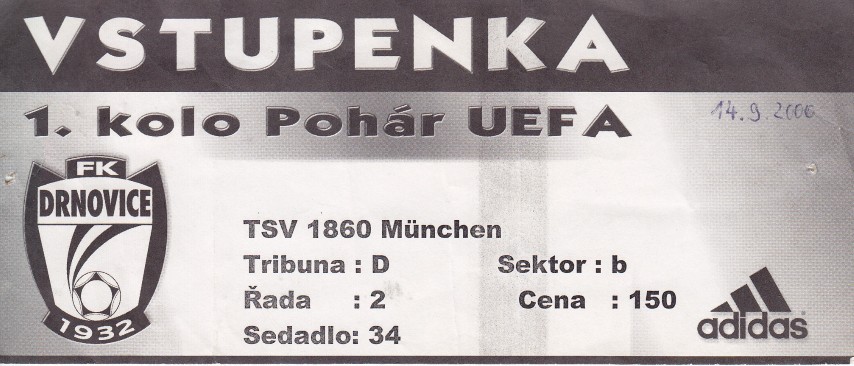 VSTUPENKA
1. kolo Pohár UEFA
14.9.2000
FK
DRNOVICE
1932
TSV 1860 München
Tribuna : D Sektor : b
Řada : 2 Cena : 150
Sedadlo: 34
adidas